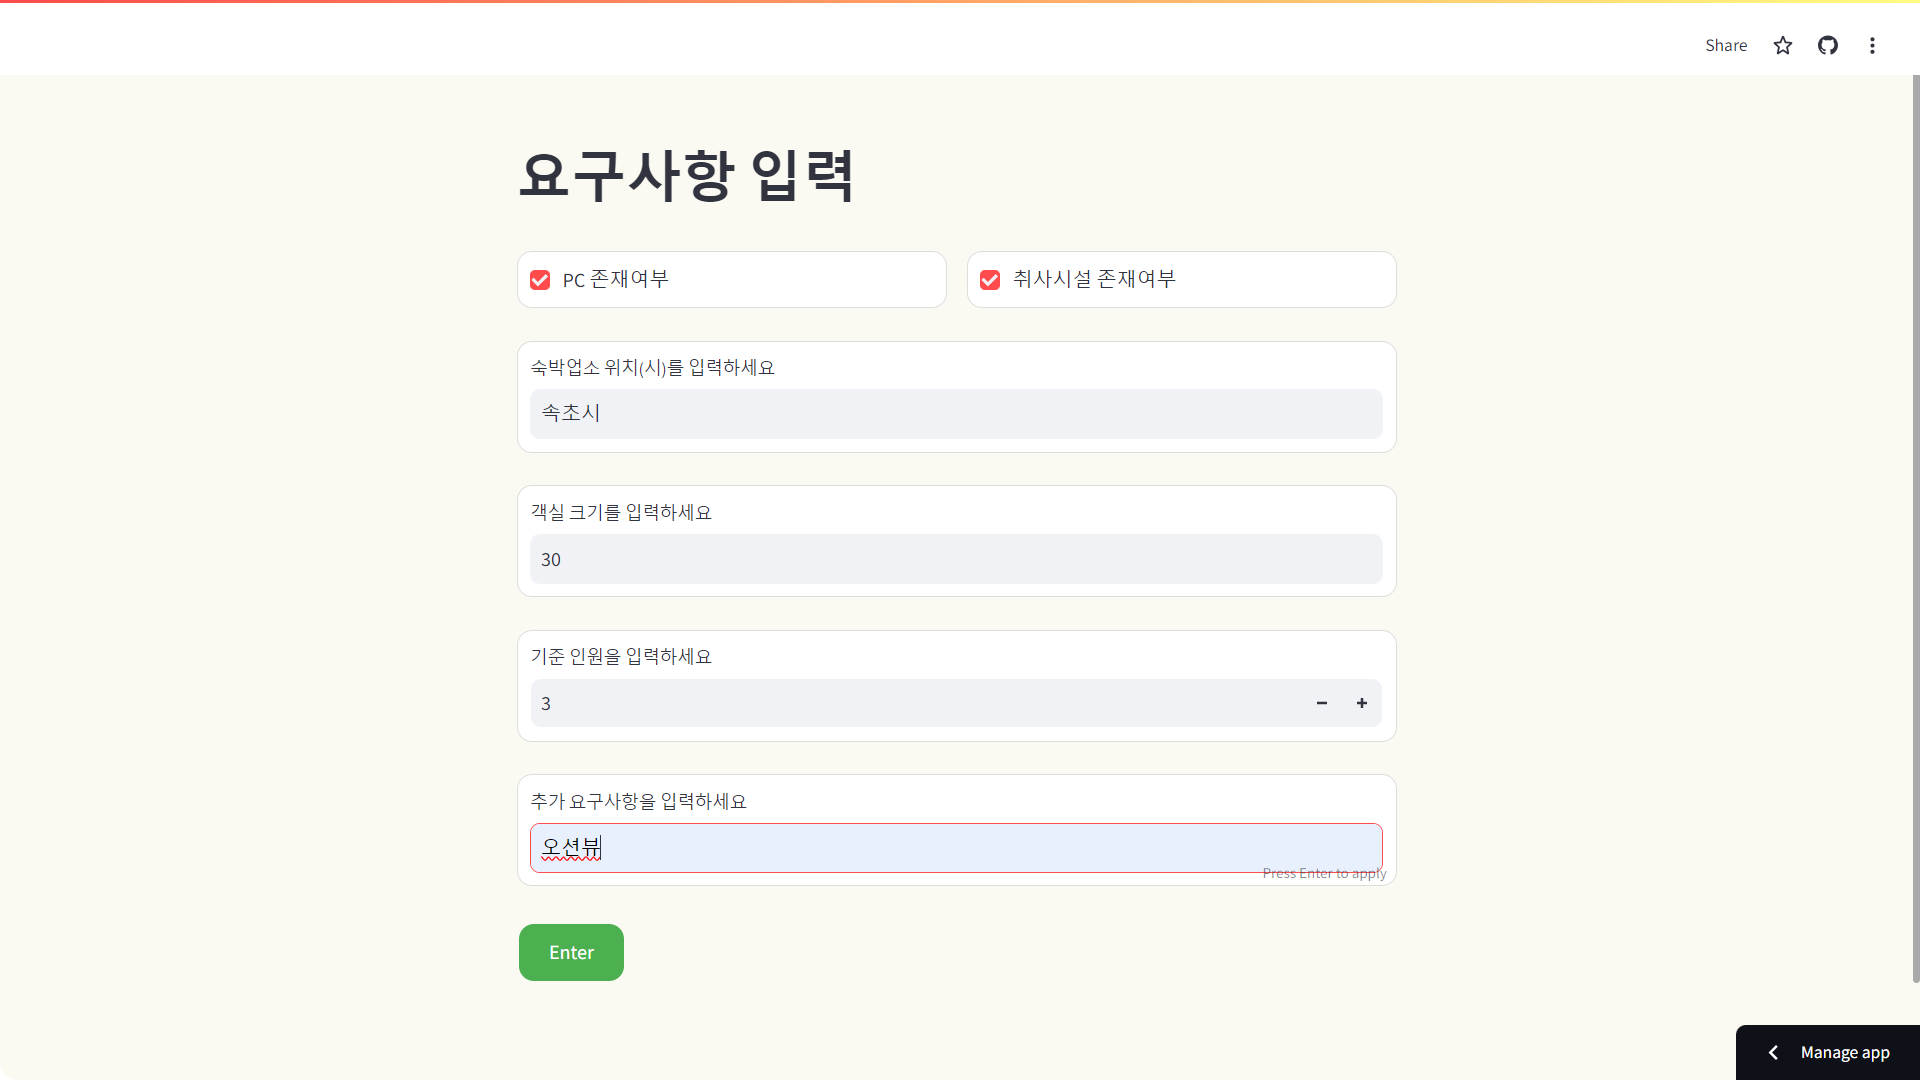 Share
요구사항 입력
PC 존재여부
취사시설 존재여부
숙박업소 위치(시)를 입력하세요
속초시
객실 크기를 입력하세요
30
기준 인원을 입력하세요
3
추가 요구사항을 입력하세요
오션뷰
Press Enter to apply
Enter
Manage app